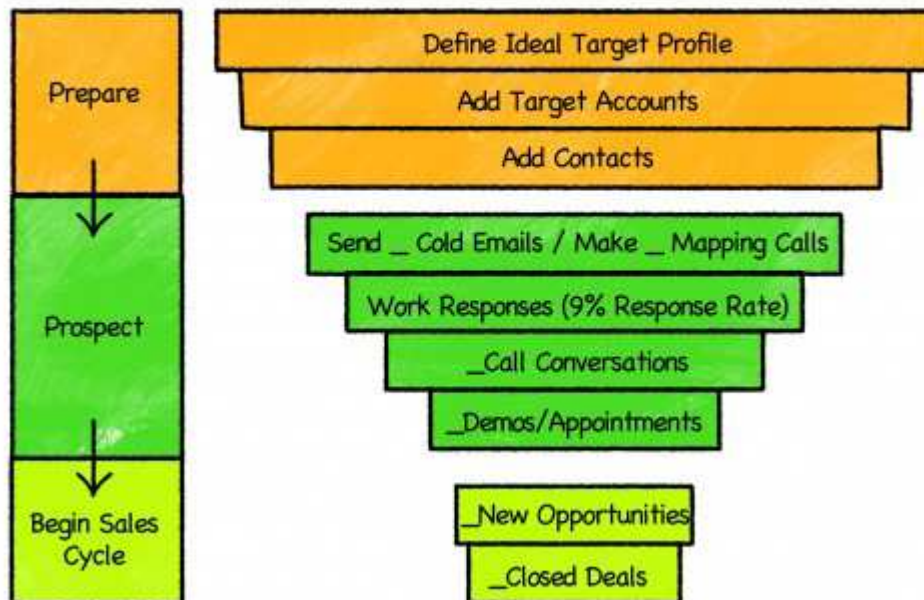 Prepare
Define Ideal Target Profile
Add Target Accounts
Add Contacts
Prospect
Send _ Cold Emails / Make _ Mapping Calls
Work Responses (9% Response Rate)
_Call Conversations
_Demos/Appointments
Begin Sales
Cycle
_New Opportunities
_Closed Deals